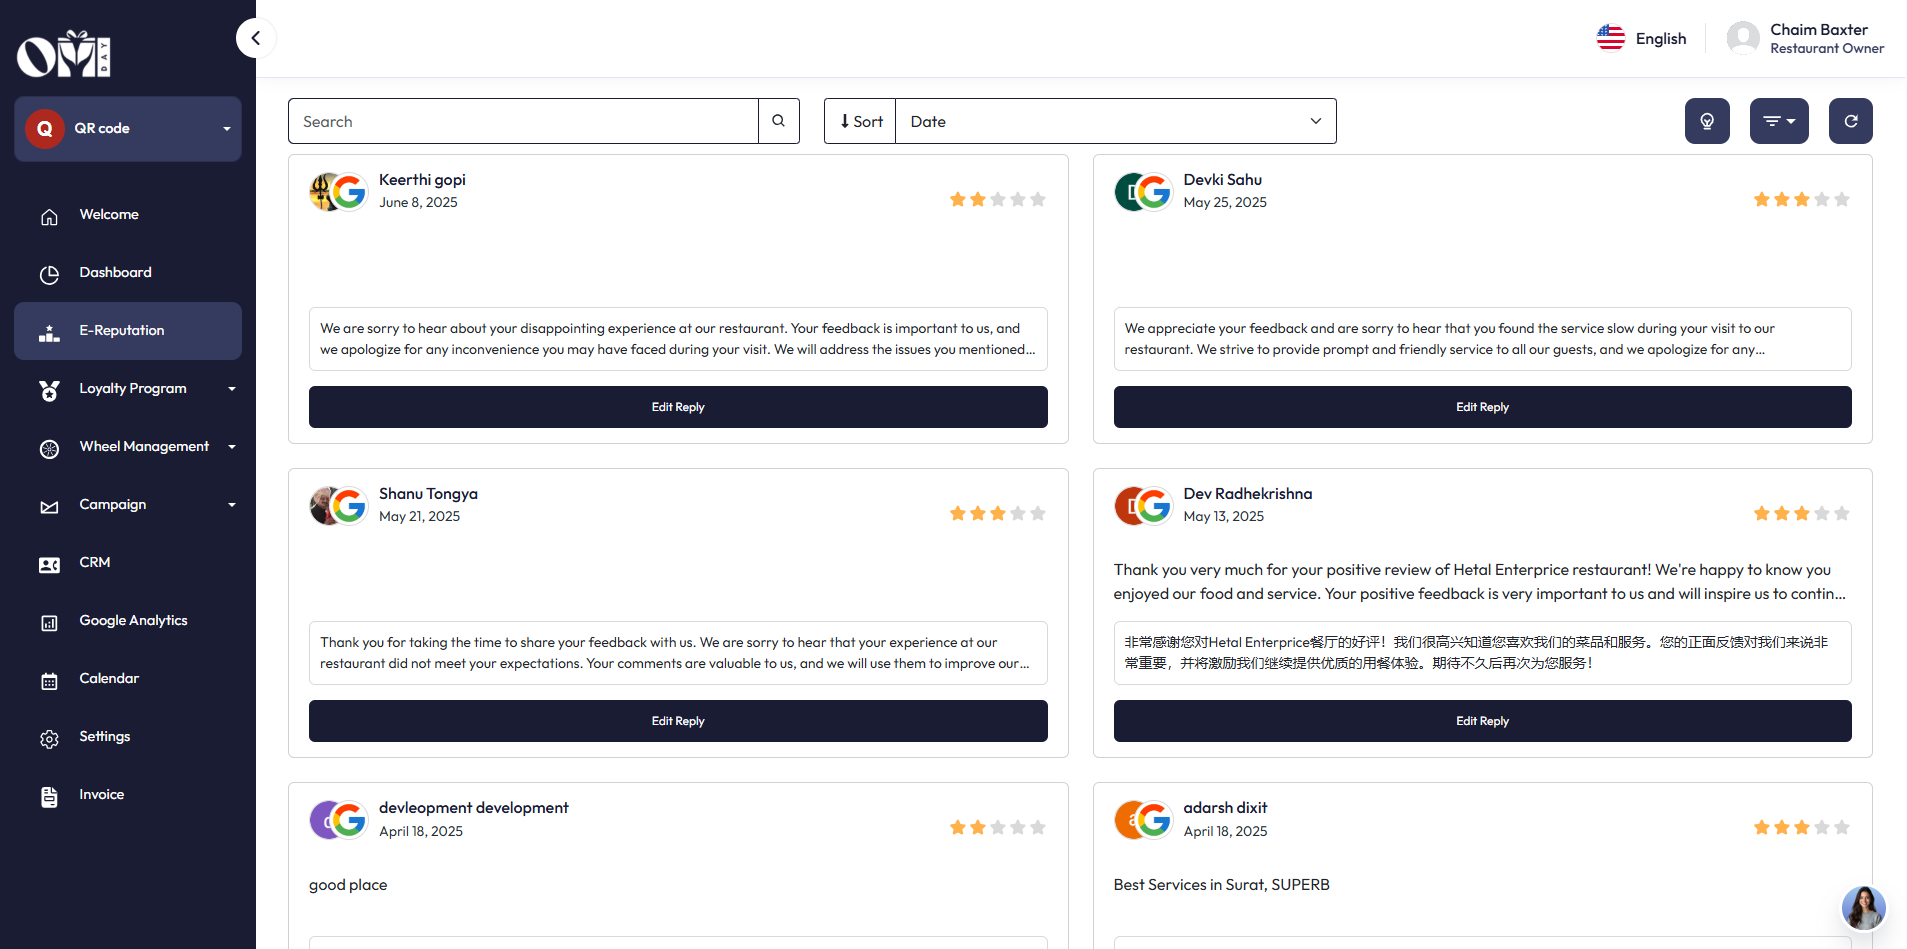 OMI
DAY
English
Chaim Baxter
Restaurant Owner
Q
QR code
Search
Sort
Date
Welcome
Dashboard
E-Reputation
Loyalty Program
Wheel Management
Campaign
CRM
Google Analytics
Calendar
Settings
Invoice
Keerthi gopi
June 8, 2025
We are sorry to hear about your disappointing experience at our restaurant. Your feedback is important to us, and
we apologize for any inconvenience you may have faced during your visit. We will address the issues you mentioned...
Edit Reply
Devki Sahu
May 25, 2025
We appreciate your feedback and are sorry to hear that you found the service slow during your visit to our
restaurant. We strive to provide prompt and friendly service to all our guests, and we apologize for any...
Edit Reply
Shanu Tongya
May 21, 2025
Thank you for taking the time to share your feedback with us. We are sorry to hear that your experience at our
restaurant did not meet your expectations. Your comments are valuable to us, and we will use them to improve our...
Edit Reply
Dev Radhekrishna
May 13, 2025
Thank you very much for your positive review of Hetal Enterprice restaurant! We're happy to know you
enjoyed our food and service. Your positive feedback is very important to us and will inspire us to contin...
非常感谢您对Hetal Enterprice餐厅的好评！我们很高兴知道您喜欢我们的菜品和服务。您的正面反馈对我们来说非
常重要，并将激励我们继续提供优质的用餐体验。期待不久后再次为您服务！
Edit Reply
devleopment development
April 18, 2025
good place
adarsh dixit
April 18, 2025
Best Services in Surat, SUPERB